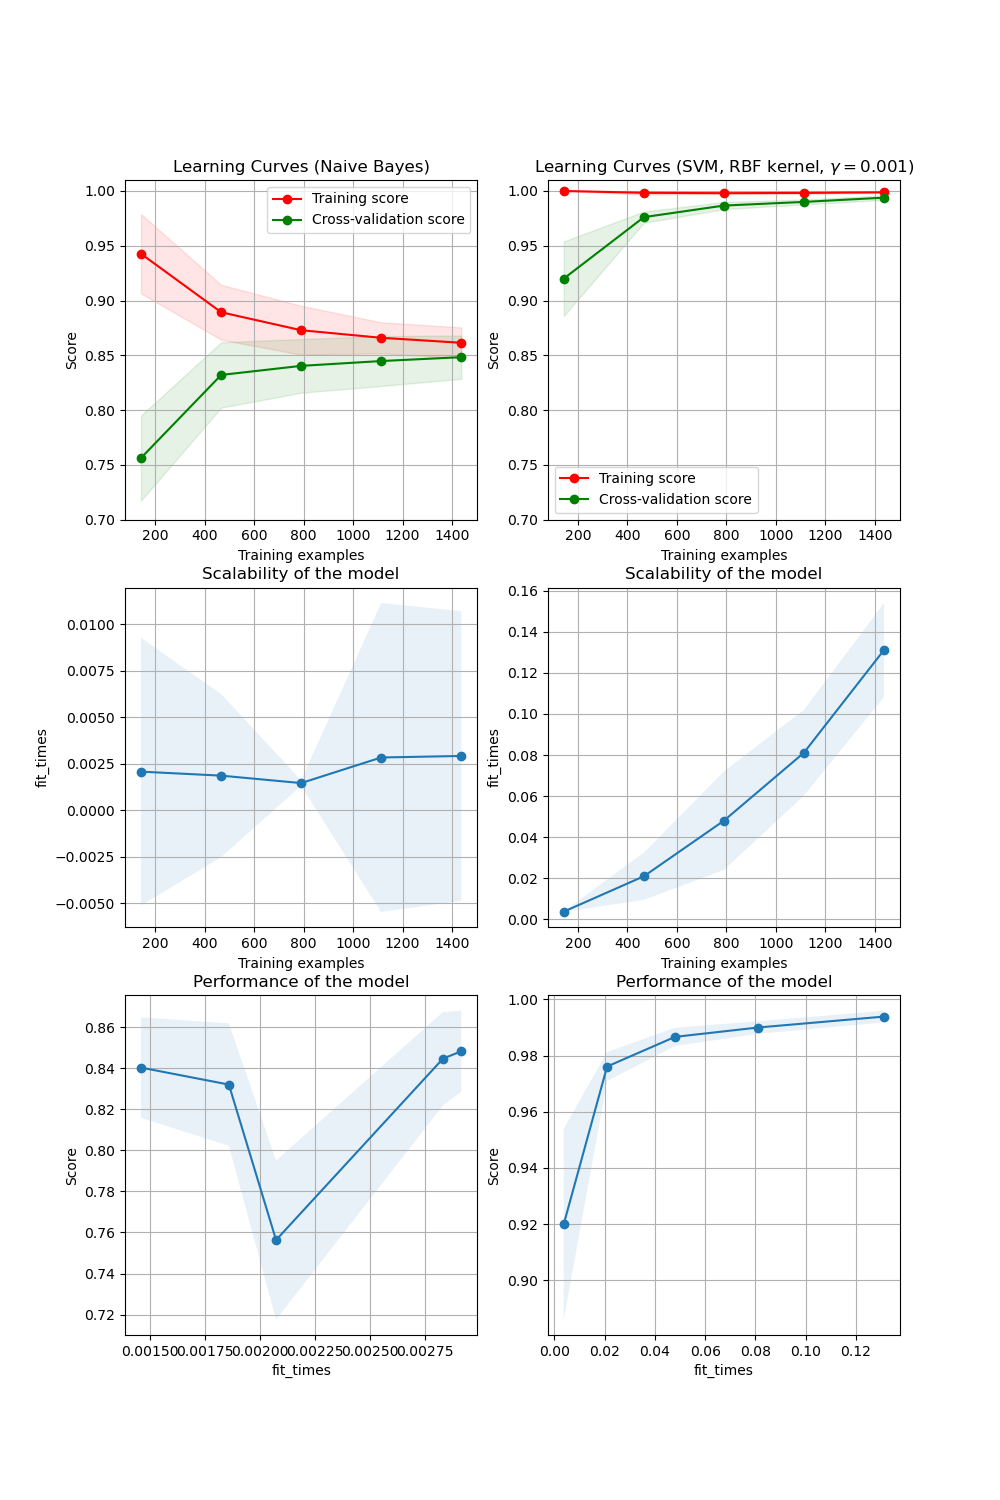 Learning Curves (Naive Bayes)
1.00
0.95
0.90
0.85
0.80
0.75
0.70
Score
Training score
Cross-validation score
200 400 600 800 1000 1200 1400
Training examples
Learning Curves (SVM, RBF kernel, γ = 0.001)
1.00
0.95
0.90
0.85
0.80
0.75
0.70
Score
Training score
Cross-validation score
200 400 600 800 1000 1200 1400
Training examples
Scalability of the model
0.0100
0.0075
0.0050
0.0025
0.0000
−0.0025
−0.0050
fit_times
200 400 600 800 1000 1200 1400
Training examples
Scalability of the model
0.16
0.14
0.12
0.10
0.08
0.06
0.04
0.02
0.00
fit_times
200 400 600 800 1000 1200 1400
Training examples
Performance of the model
0.86
0.84
0.82
0.80
0.78
0.76
0.74
0.72
Score
0.00150 0.00175 0.00200 0.00225 0.00250 0.00275
fit_times
Performance of the model
1.00
0.98
0.96
0.94
0.92
0.90
Score
0.00 0.02 0.04 0.06 0.08 0.10 0.12
fit_times